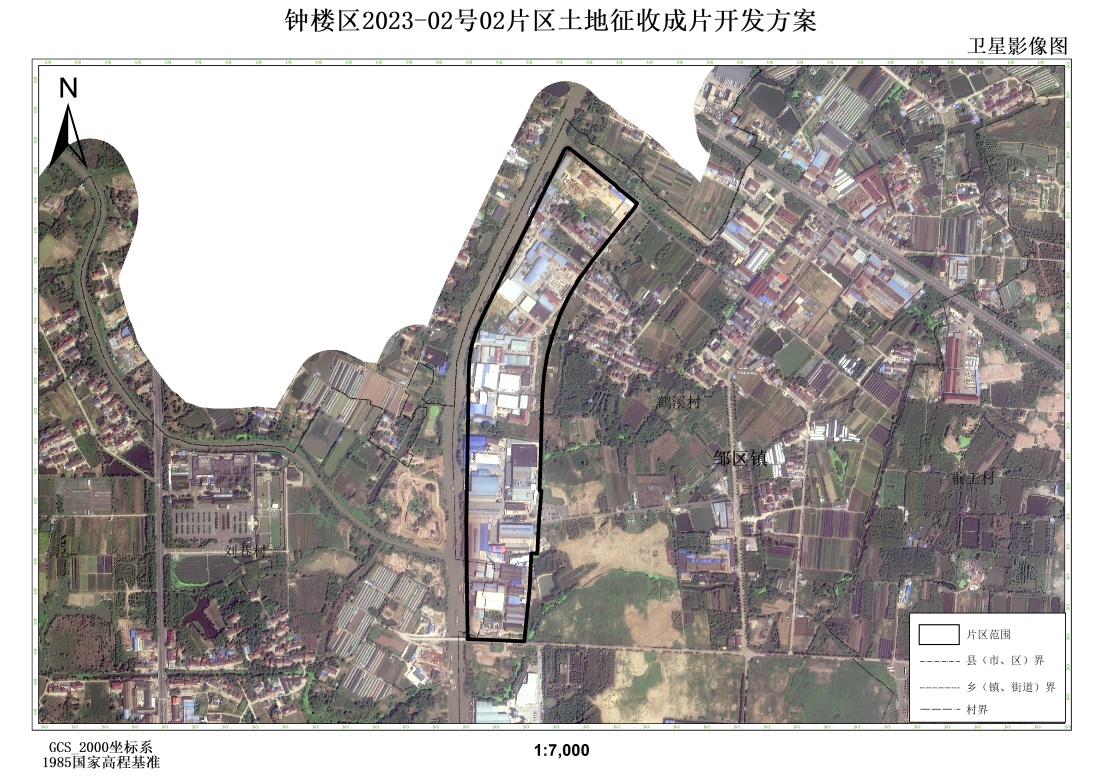 钟楼区2023-02号02片区土地征收成片开发方案
卫星影像图
N
鹤溪村
邹区镇
前王村
刘巷村
片区范围
县（市、区）界
乡（镇、街道）界
村界
GCS_2000坐标系
1985国家高程基准
1:7,000